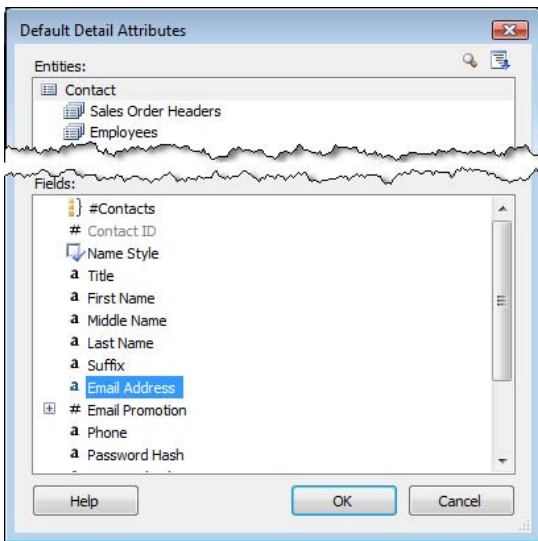 Default Detail Attributes
Entities:
Contact
Sales Order Headers
Employees
Fields:
#Contacts
# Contact ID
Name Style
a Title
a First Name
a Middle Name
a Last Name
a Suffix
a Email Address
# Email Promotion
a Phone
a Password Hash
Help OK Cancel